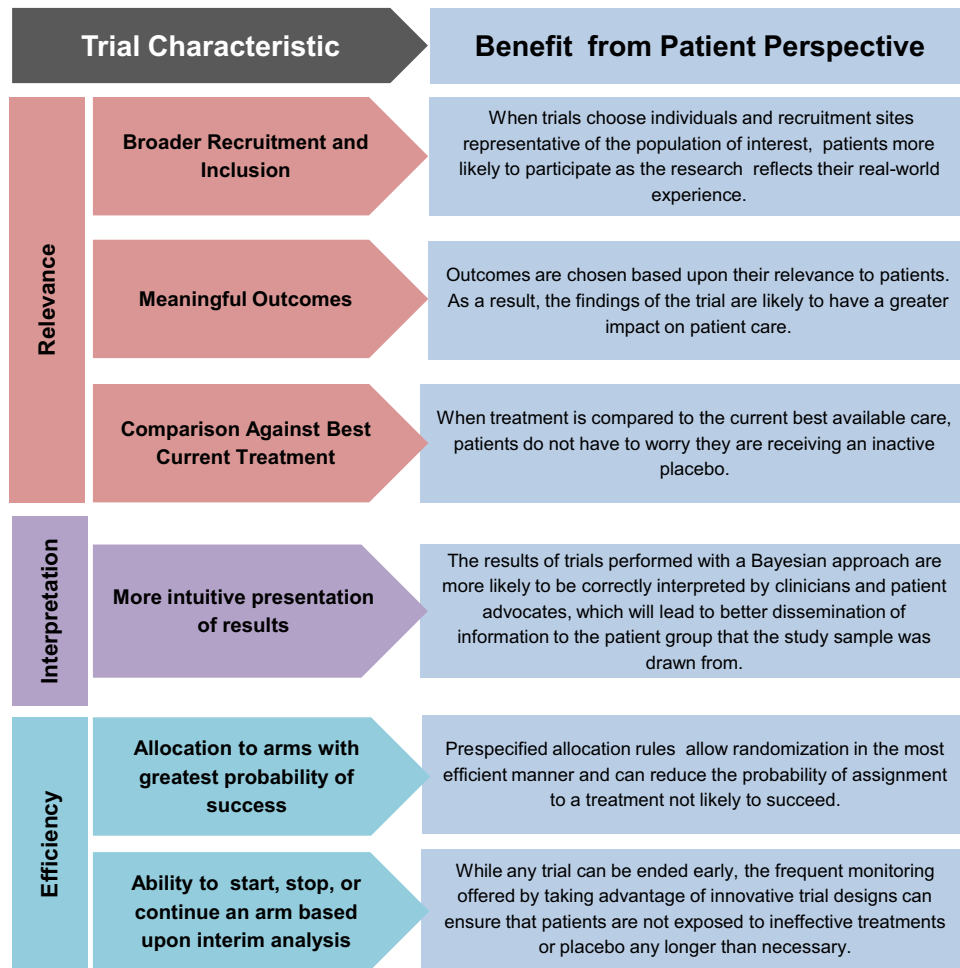 Trial Characteristic
Benefit from Patient Perspective
Relevance
Broader Recruitment and
Inclusion
When trials choose individuals and recruitment sites
representative of the population of interest, patients more
likely to participate as the research reflects their real-world
experience.
Meaningful Outcomes
Outcomes are chosen based upon their relevance to patients.
As a result, the findings of the trial are likely to have a greater
impact on patient care.
Comparison Against Best
Current Treatment
When treatment is compared to the current best available care,
patients do not have to worry they are receiving an inactive
placebo.
Interpretation
More intuitive presentation
of results
The results of trials performed with a Bayesian approach are
more likely to be correctly interpreted by clinicians and patient
advocates, which will lead to better dissemination of
information to the patient group that the study sample was
drawn from.
Efficiency
Allocation to arms with
greatest probability of
success
Prespecified allocation rules allow randomization in the most
efficient manner and can reduce the probability of assignment
to a treatment not likely to succeed.
Ability to start, stop, or
continue an arm based
upon interim analysis
While any trial can be ended early, the frequent monitoring
offered by taking advantage of innovative trial designs can
ensure that patients are not exposed to ineffective treatments
or placebo any longer than necessary.